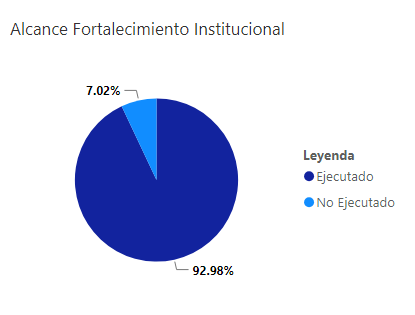 Alcance Fortalecimiento Institucional
7.02%
Leyenda
Ejecutado
No Ejecutado
92.98%